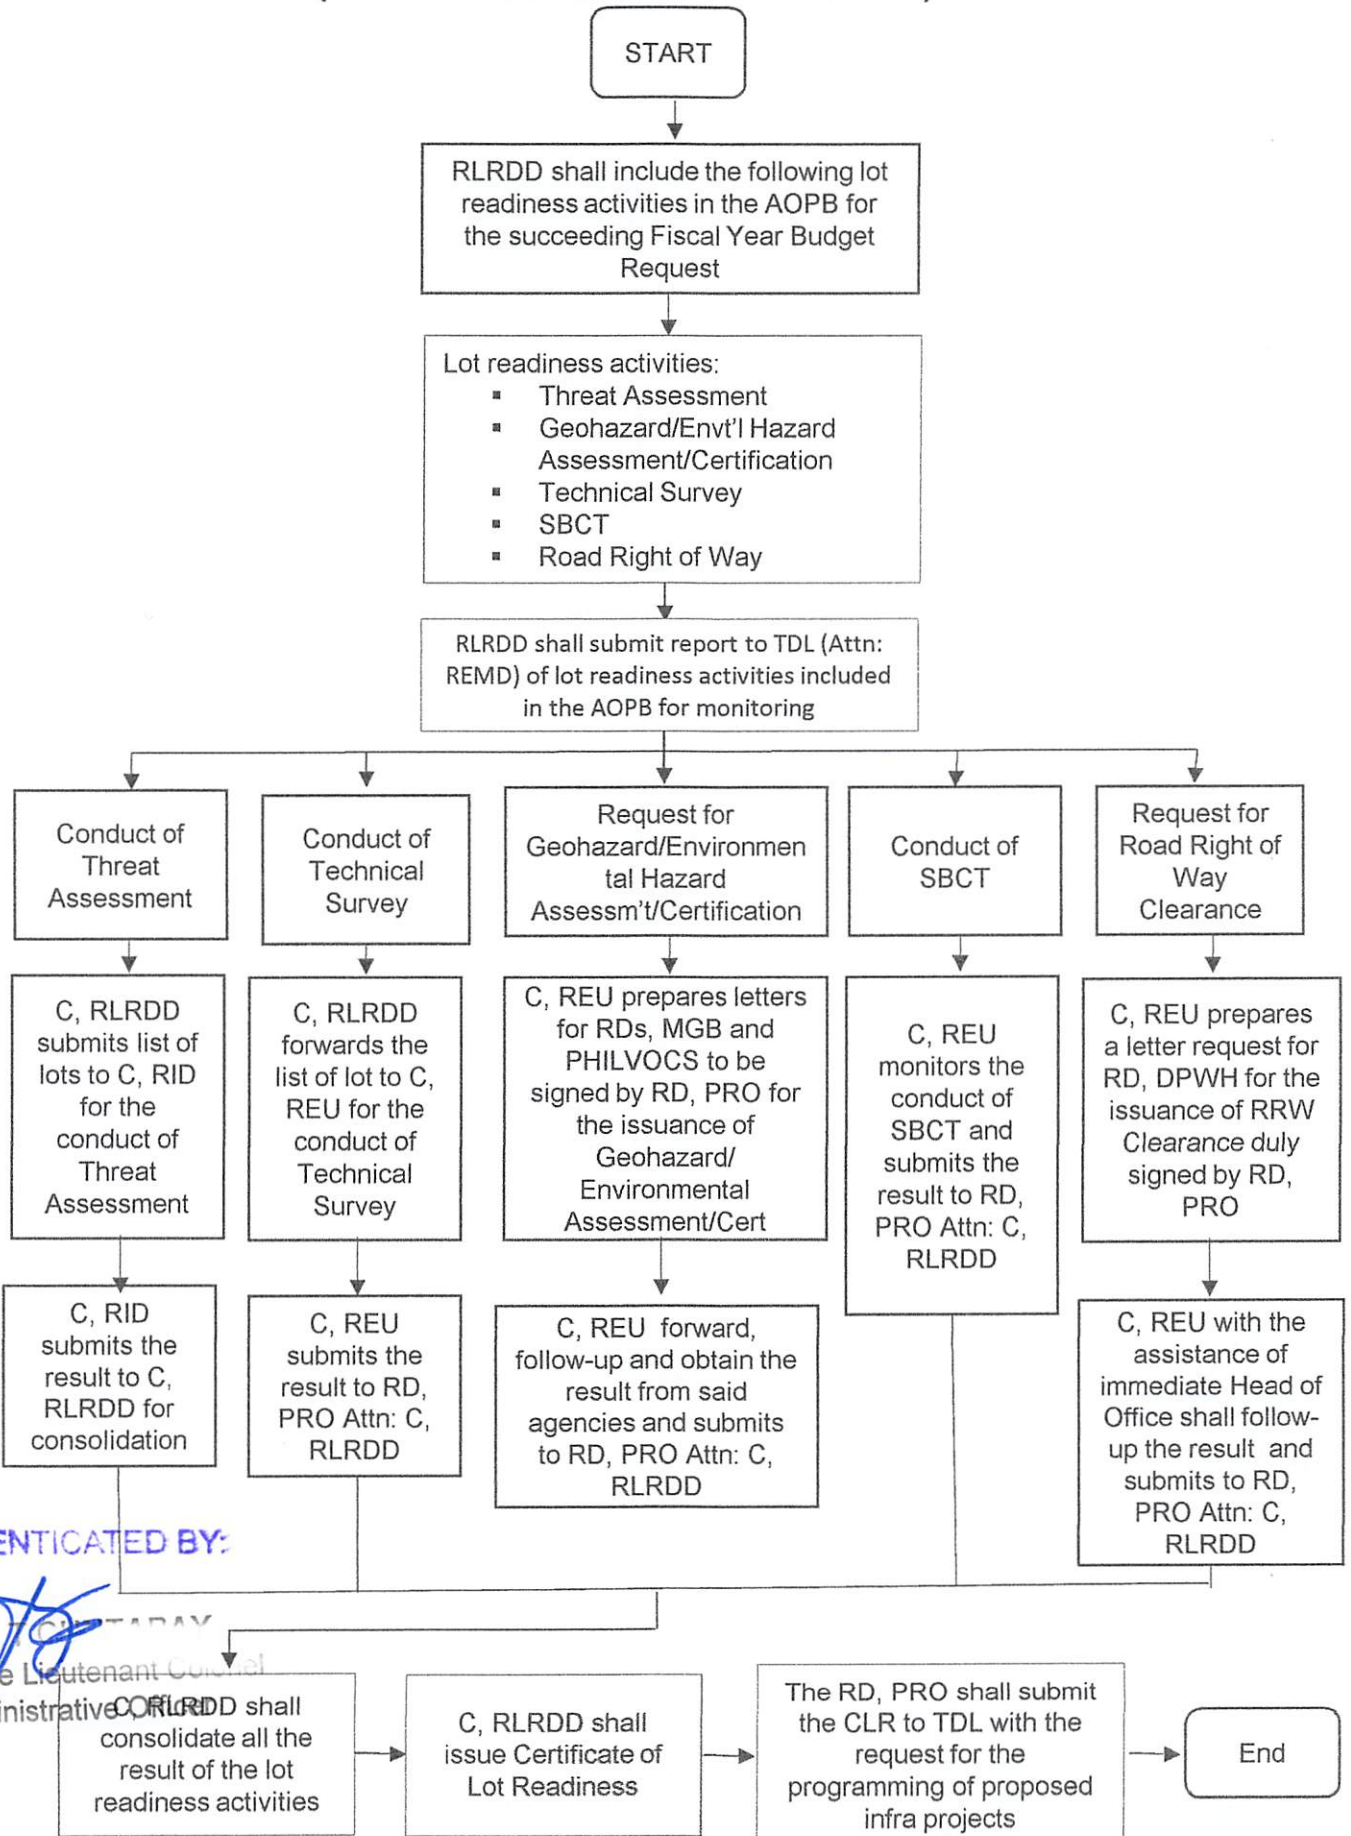 START
RLRDD shall include the following lot
readiness activities in the AOPB for
the succeeding Fiscal Year Budget
Request
Lot readiness activities:
▪ Threat Assessment
▪ Geohazard/Envt'l Hazard
Assessment/Certification
▪ Technical Survey
▪ SBCT
▪ Road Right of Way
RLRDD shall submit report to TDL (Attn:
REMD) of lot readiness activities included
in the AOPB for monitoring
Conduct of
Threat
Assessment
Conduct of
Technical
Survey
Request for
Geohazard/Environmen
tal Hazard
Assessm't/Certification
Conduct of
SBCT
Request for
Road Right of
Way
Clearance
C, RLRDD
submits list of
lots to C, RID
for the
conduct of
Threat
Assessment
C, RLRDD
forwards the
list of lot to C,
REU for the
conduct of
Technical
Survey
C, REU prepares letters
for RDs, MGB and
PHILVOCS to be
signed by RD, PRO for
the issuance of
Geohazard/
Environmental
Assessment/Cert
C, REU
monitors the
conduct of
SBCT and
submits the
result to RD,
PRO Attn: C,
RLRDD
C, REU prepares
a letter request for
RD, DPWH for the
issuance of RRW
Clearance duly
signed by RD,
PRO
C, RID
submits the
result to C,
RLRDD for
consolidation
C, REU
submits the
result to RD,
PRO Attn: C,
RLRDD
C, REU forward,
follow-up and obtain the
result from said
agencies and submits
to RD, PRO Attn: C,
RLRDD
C, REU with the
assistance of
immediate Head of
Office shall follow-
up the result and
submits to RD,
PRO Attn: C,
RLRDD
ENTICATED BY:
e Lieutenant Colonel
inistrative Officer
C, RLRDD shall
consolidate all the
result of the lot
readiness activities
C, RLRDD shall
issue Certificate of
Lot Readiness
The RD, PRO shall submit
the CLR to TDL with the
request for the
programming of proposed
infra projects
End